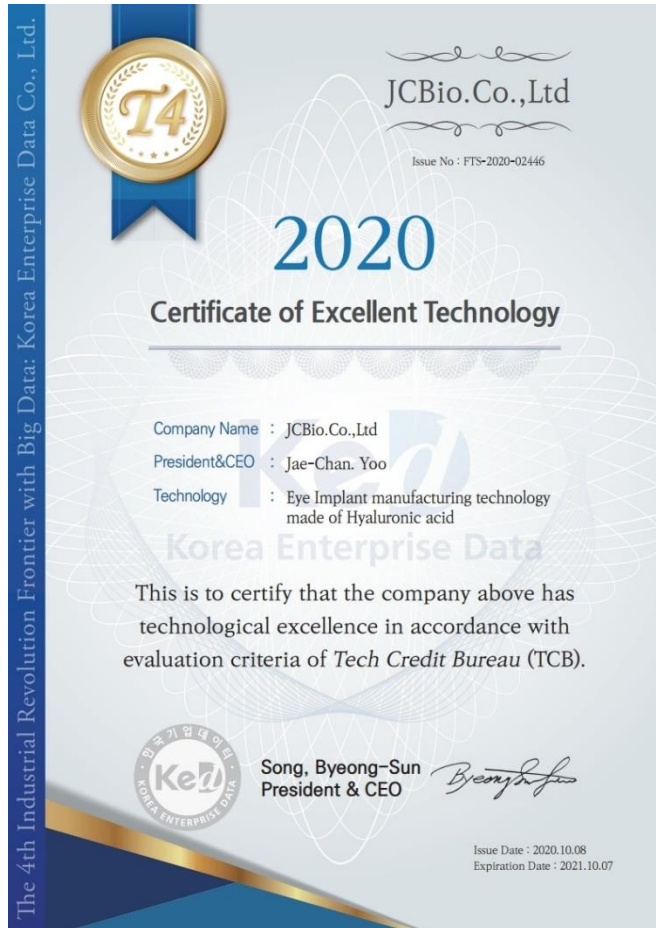 The 4th Industrial Revolution Frontier with Big Data: Korea Enterprise Data Co., Ltd.
T4
JCBio.Co.,Ltd
Issue No : FTS-2020-02446
2020
Certificate of Excellent Technology
Company Name : JCBio.Co.,Ltd
President&CEO : Jae-Chan. Yoo
Technology : Eye Implant manufacturing technology
made of Hyaluronic acid
Ked
Korea Enterprise Data
This is to certify that the company above has
technological excellence in accordance with
evaluation criteria of Tech Credit Bureau (TCB).
한국기업데이터
Ked
KOREA ENTERPRISE DATA
Song, Byeong-Sun
President & CEO
Issue Date : 2020.10.08
Expiration Date : 2021.10.07